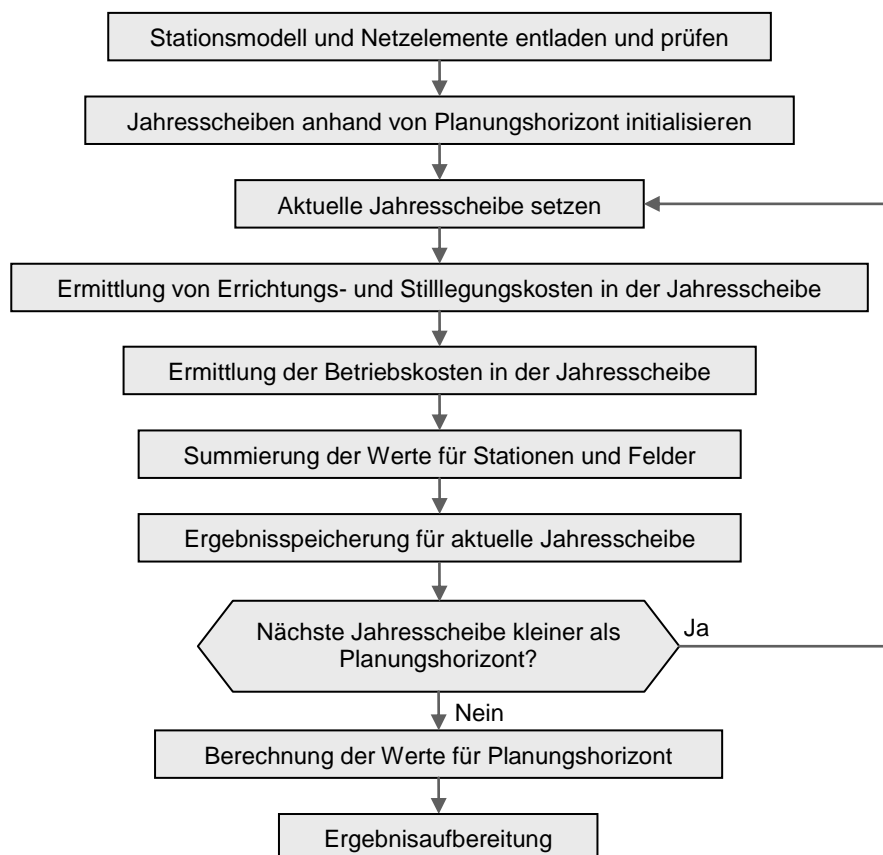 Stationsmodell und Netzelemente entladen und prüfen
Jahresscheiben anhand von Planungshorizont initialisieren
Aktuelle Jahresscheibe setzen
Ermittlung von Errichtungs- und Stilllegungskosten in der Jahresscheibe
Ermittlung der Betriebskosten in der Jahresscheibe
Summierung der Werte für Stationen und Felder
Ergebnisspeicherung für aktuelle Jahresscheibe
Nächste Jahresscheibe kleiner als
Planungshorizont?
Ja
Nein
Berechnung der Werte für Planungshorizont
Ergebnisaufbereitung